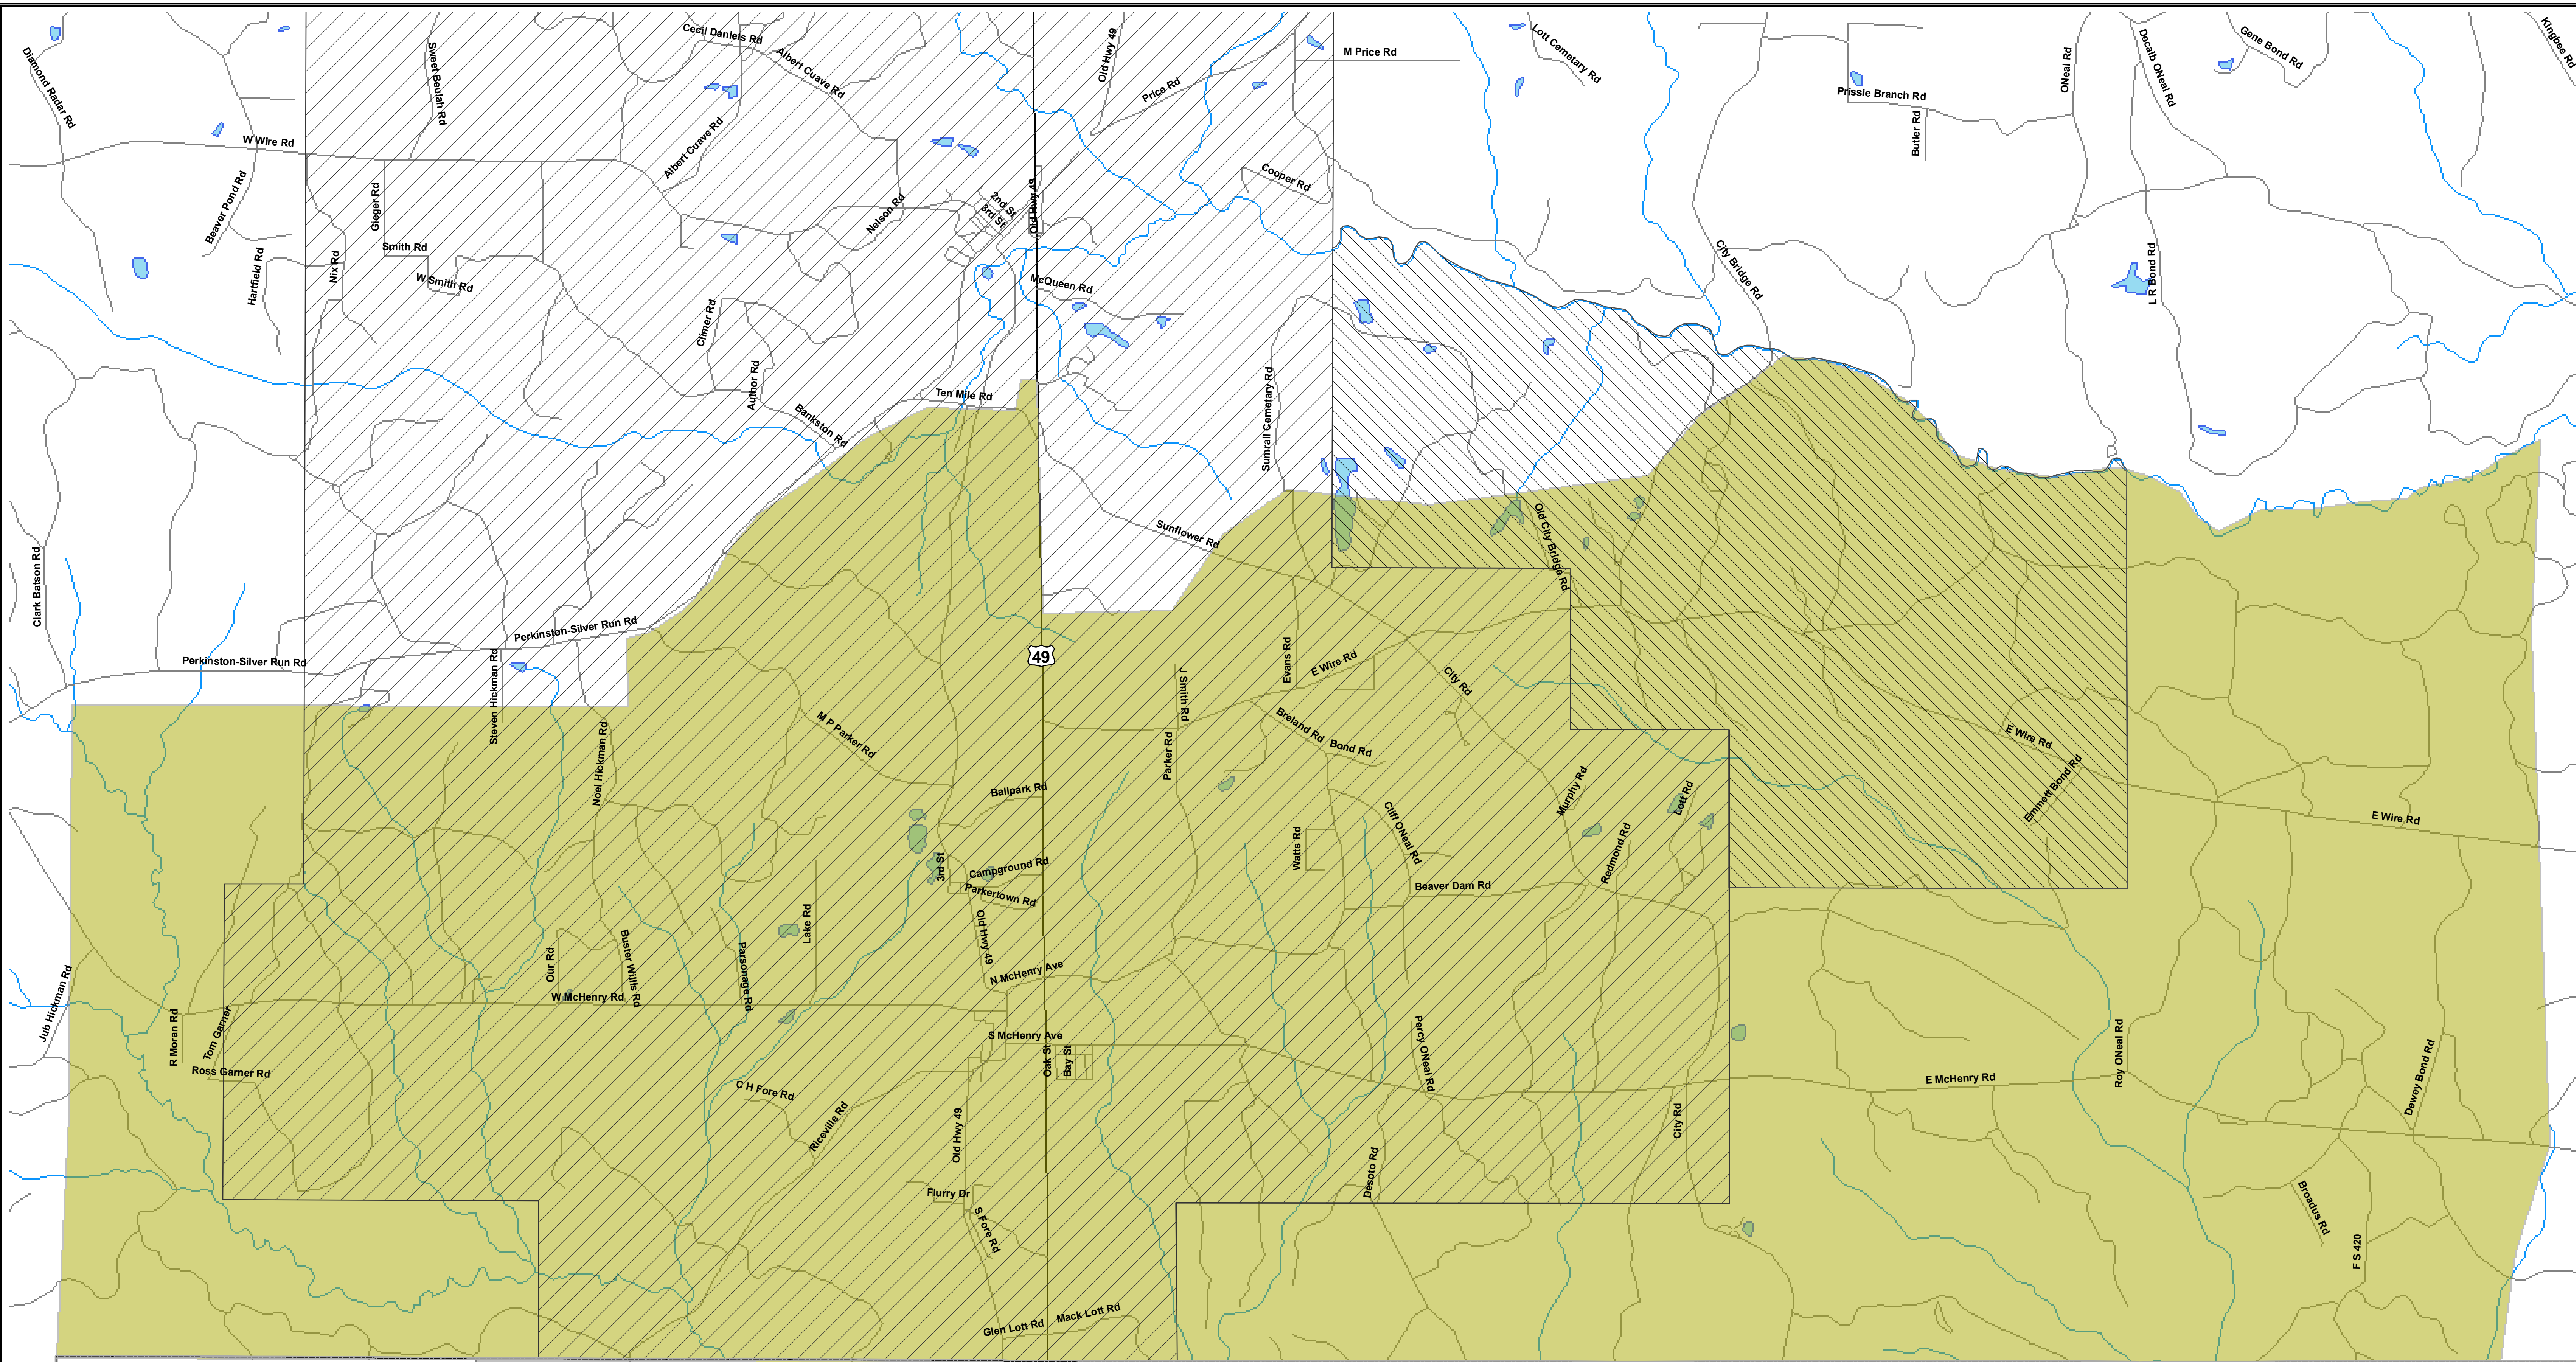 Diamond Radar Rd
Sweet Beulah Rd
Cecil Daniels Rd
Albert Cuave Rd
Old Hwy 49
Price Rd
M Price Rd
Lott Cemetary Rd
ONeal Rd
Decalb ONeal Rd
Gene Bond Rd
Kingbee Rd
Prissie Branch Rd
Butler Rd
W Wire Rd
Albert Cuave Rd
Beaver Pond Rd
Gieger Rd
Nelson Rd
2nd St
3rd St
Old Hwy 49
Cooper Rd
Hartfield Rd
Nix Rd
Smith Rd
W Smith Rd
McQueen Rd
City Bridge Rd
L R Bond Rd
Climer Rd
Author Rd
Bankston Rd
Ten Mile Rd
Sumrall Cemetary Rd
Sunflower Rd
Old City Bridge Rd
Clark Batson Rd
Perkinston-Silver Run Rd
Perkinston-Silver Run Rd
Steven Hickman Rd
49
Evans Rd
E Wire Rd
J Smith Rd
City Rd
Noel Hickman Rd
M P Parker Rd
Parker Rd
Breland Rd
Bond Rd
E Wire Rd
Emmett Bond Rd
E Wire Rd
Ballpark Rd
Murphy Rd
Lott Rd
Cliff ONeal Rd
Watts Rd
Redmond Rd
3rd St
Campground Rd
Parkertown Rd
Beaver Dam Rd
Lake Rd
Old Hwy 49
Our Rd
Buster Willis Rd
Parsonage Rd
N McHenry Ave
W McHenry Rd
Jub Hickman Rd
R Moran Rd
Tom Garner
Ross Garner Rd
S McHenry Ave
Oak St
Bay St
Percy ONeal Rd
E McHenry Rd
Roy ONeal Rd
Dewey Bond Rd
C H Fore Rd
Riceville Rd
Old Hwy 49
City Rd
Desoto Rd
Flurry Dr
S Fore Rd
Broadus Rd
F S 420
Glen Lott Rd
Mack Lott Rd